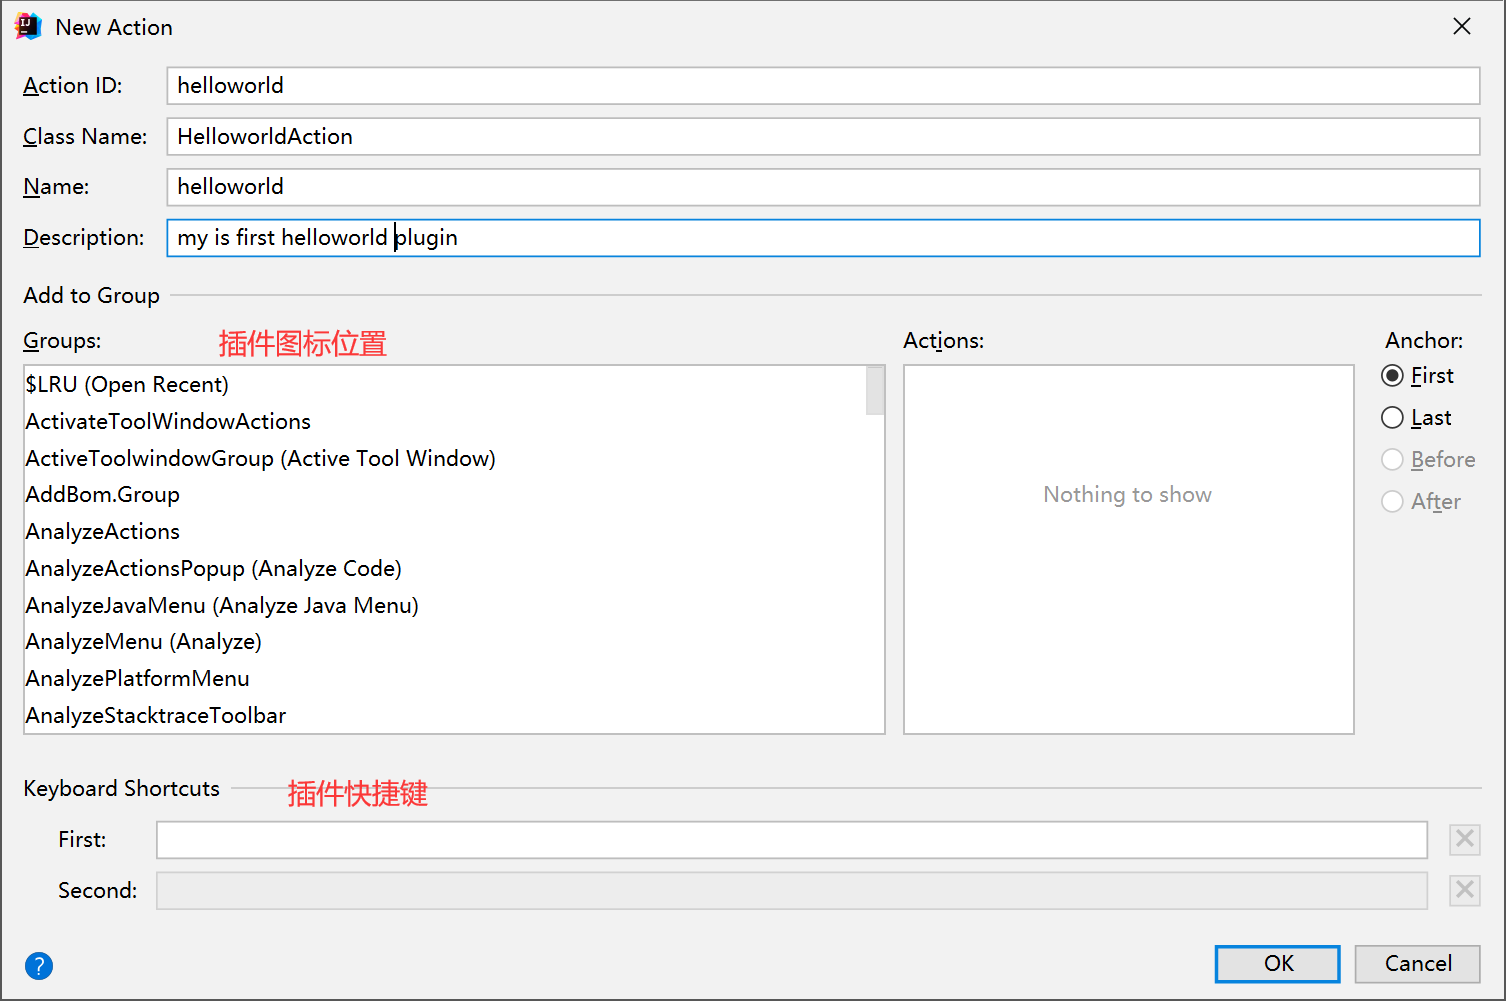 New Action
Action ID: helloworld
Class Name: HelloworldAction
Name: helloworld
Description: my is first helloworld plugin
Add to Group
Groups: 插件图标位置 Actions: Anchor:
$LRU (Open Recent)
ActivateToolWindowActions
ActiveToolwindowGroup (Active Tool Window)
AddBom.Group
AnalyzeActions
AnalyzeActionsPopup (Analyze Code)
AnalyzeJavaMenu (Analyze Java Menu)
AnalyzeMenu (Analyze)
AnalyzePlatformMenu
AnalyzeStacktraceToolbar
Nothing to show
First
Last
Before
After
Keyboard Shortcuts 插件快捷键
First:
Second:
? OK Cancel